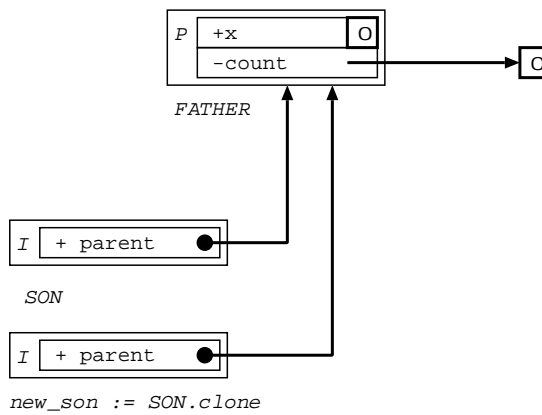 P +x O
-count O
FATHER
I + parent
SON
I + parent
new_son := SON.clone